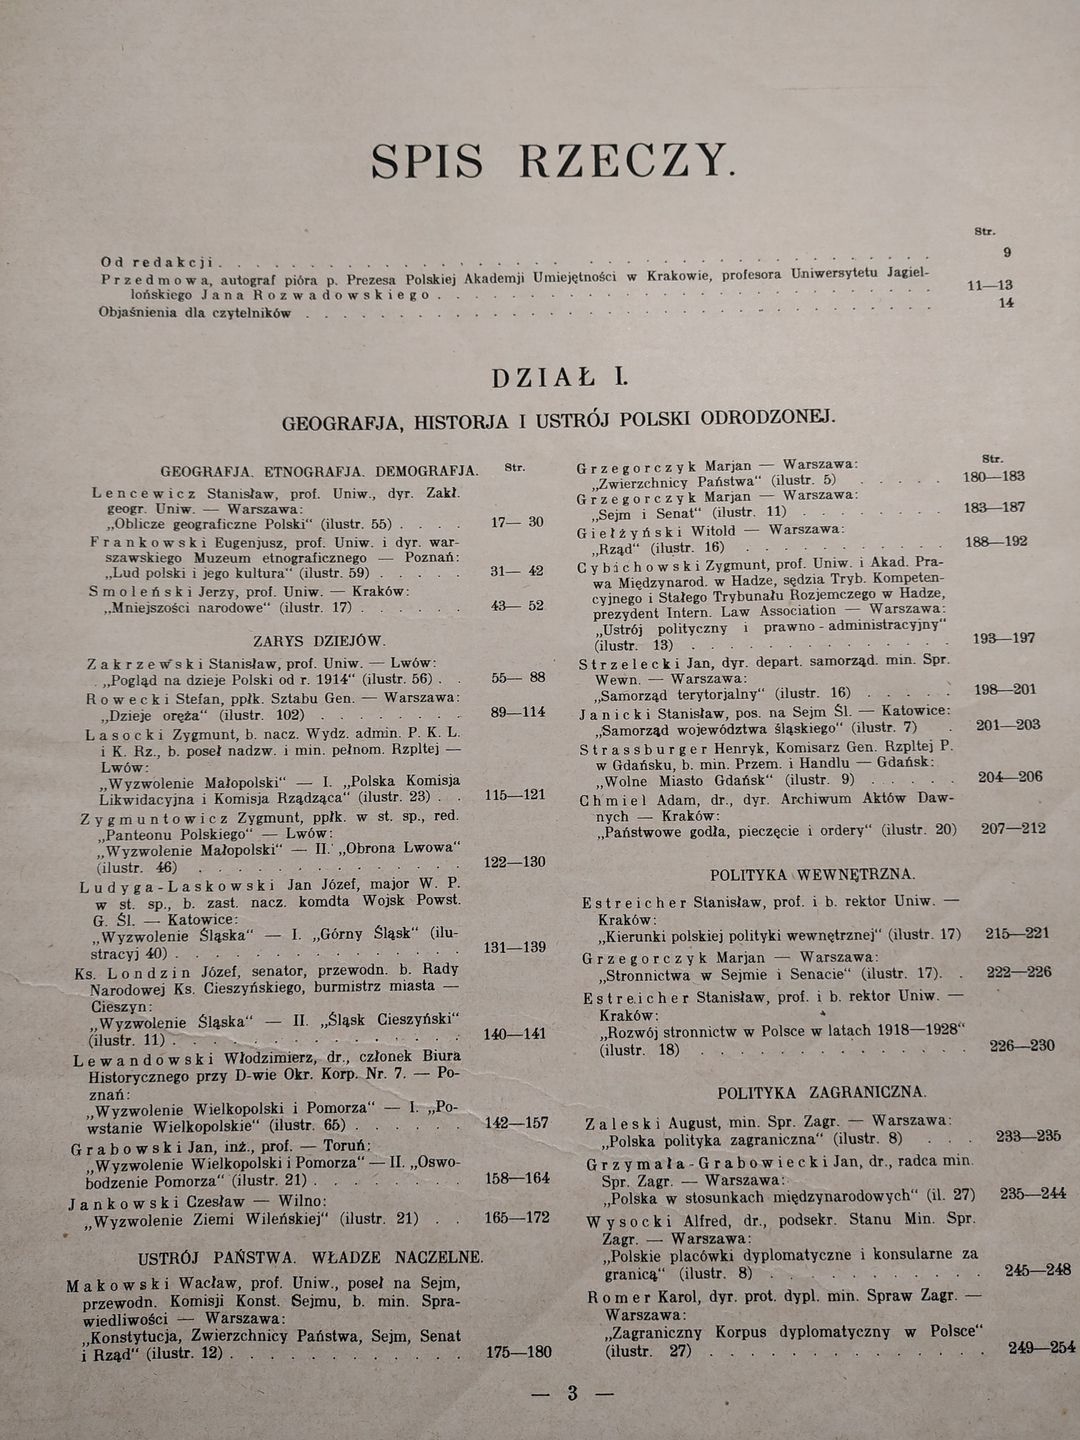 SPIS RZECZY.
Str.
Od redakcji . . . . . . . . . . . . . . . . . . . . 9
Przedmowa, autograf pióra p. Prezesa Polskiej Akademji Umiejętności w Krakowie, profesora Uniwersytetu Jagiel-
lońskiego Jana Rozwadowskiego . . . . . . . . . . . . . . . 11—13
Objaśnienia dla czytelników . . . . . . . . . . . . . . . . . . 14
DZIAŁ I.
GEOGRAFJA, HISTORJA I USTRÓJ POLSKI ODRODZONEJ.
GEOGRAFJA. ETNOGRAFJA. DEMOGRAFJA. Str.
Lencewicz Stanisław, prof. Uniw., dyr. Zakł.
geogr. Uniw. — Warszawa:
„Oblicze geograficzne Polski" (ilustr. 55) . . . . 17— 30
Frankowski Eugenjusz, prof. Uniw. i dyr. war-
szawskiego Muzeum etnograficznego — Poznań:
„Lud polski i jego kultura" (ilustr. 59) . . . . . 31— 42
Smoleński Jerzy, prof. Uniw. — Kraków:
„Mniejszości narodowe" (ilustr. 17) . . . . . . 43— 52
ZARYS DZIEJÓW.
Zakrzewski Stanisław, prof. Uniw. — Lwów:
„Pogląd na dzieje Polski od r. 1914" (ilustr. 56) . . 55— 88
Rowecki Stefan, ppłk. Sztabu Gen. — Warszawa:
„Dzieje oręża" (ilustr. 102) . . . . . . . . 89—114
Lasocki Zygmunt, b. nacz. Wydz. admin. P. K. L.
i K. Rz., b. poseł nadzw. i min. pełnom. Rzpltej —
Lwów:
„Wyzwolenie Małopolski" — I. „Polska Komisja
Likwidacyjna i Komisja Rządząca" (ilustr. 23) . . 115—121
Zygmuntowicz Zygmunt, ppłk. w st. sp., red.
„Panteonu Polskiego" — Lwów:
„Wyzwolenie Małopolski" — II. „Obrona Lwowa"
(ilustr. 46) . . . . . . . . . . . . . 122—130
Ludyga-Laskowski Jan Józef, major W. P.
w st. sp., b. zast. nacz. komdta Wojsk Powst.
G. Śl. — Katowice:
„Wyzwolenie Śląska" — I. „Górny Śląsk" (ilu-
stracyj 40) . . . . . . . . . . . . . . 131—139
Ks. Londzin Józef, senator, przewodn. b. Rady
Narodowej Ks. Cieszyńskiego, burmistrz miasta —
Cieszyn:
„Wyzwolenie Śląska" — II. „Śląsk Cieszyński"
(ilustr. 11) . . . . . . . . . . . . . . 140—141
Lewandowski Włodzimierz, dr., członek Biura
Historycznego przy D-wie Okr. Korp. Nr. 7. — Po-
znań:
„Wyzwolenie Wielkopolski i Pomorza" — I. „Po-
wstanie Wielkopolskie" (ilustr. 65) . . . . . . 142—157
Grabowski Jan, inż., prof. — Toruń:
„Wyzwolenie Wielkopolski i Pomorza" — II. „Oswo-
bodzenie Pomorza" (ilustr. 21) . . . . . . . 158—164
Jankowski Czesław — Wilno:
„Wyzwolenie Ziemi Wileńskiej" (ilustr. 21) . . 165—172
USTRÓJ PAŃSTWA. WŁADZE NACZELNE.
Makowski Wacław, prof. Uniw., poseł na Sejm,
przewodn. Komisji Konst. Sejmu, b. min. Spra-
wiedliwości — Warszawa:
„Konstytucja, Zwierzchnicy Państwa, Sejm, Senat
i Rząd" (ilustr. 12) . . . . . . . . . . . . 175—180
Str.
Grzegorczyk Marjan — Warszawa:
„Zwierzchnicy Państwa" (ilustr. 5) . . . . . 180—183
Grzegorczyk Marjan — Warszawa:
„Sejm i Senat" (ilustr. 11) . . . . . . . . 183—187
Giełżyński Witold — Warszawa:
„Rząd" (ilustr. 16) . . . . . . . . . . 188—192
Cybichowski Zygmunt, prof. Uniw. i Akad. Pra-
wa Międzynarod. w Hadze, sędzia Tryb. Kompeten-
cyjnego i Stałego Trybunału Rozjemczego w Hadze,
prezydent Intern. Law Association — Warszawa:
„Ustrój polityczny i prawno-administracyjny"
(ilustr. 13) . . . . . . . . . . . . . 193—197
Strzelecki Jan, dyr. depart. samorząd. min. Spr.
Wewn. — Warszawa:
„Samorząd terytorjalny" (ilustr. 16) . . . . . 198—201
Janicki Stanisław, pos. na Sejm Śl. — Katowice:
„Samorząd województwa śląskiego" (ilustr. 7) . 201—203
Strassburger Henryk, Komisarz Gen. Rzpltej P.
w Gdańsku, b. min. Przem. i Handlu — Gdańsk:
„Wolne Miasto Gdańsk" (ilustr. 9) . . . . . 204—206
Chmiel Adam, dr., dyr. Archiwum Aktów Daw-
nych — Kraków:
„Państwowe godła, pieczęcie i ordery" (ilustr. 20) 207—212
POLITYKA WEWNĘTRZNA.
Estreicher Stanisław, prof. i b. rektor Uniw. —
Kraków:
„Kierunki polskiej polityki wewnętrznej" (ilustr. 17) 215—221
Grzegorczyk Marjan — Warszawa:
„Stronnictwa w Sejmie i Senacie" (ilustr. 17) . . 222—226
Estreicher Stanisław, prof. i b. rektor Uniw. —
Kraków:
„Rozwój stronnictw w Polsce w latach 1918—1928"
(ilustr. 18) . . . . . . . . . . . . . . 226—230
POLITYKA ZAGRANICZNA.
Zaleski August, min. Spr. Zagr. — Warszawa:
„Polska polityka zagraniczna" (ilustr. 8) . . . 233—235
Grzymała-Grabowiecki Jan, dr., radca min.
Spr. Zagr. — Warszawa:
„Polska w stosunkach międzynarodowych" (il. 27) 235—244
Wysocki Alfred, dr., podsekr. Stanu Min. Spr.
Zagr. — Warszawa:
„Polskie placówki dyplomatyczne i konsularne za
granicą" (ilustr. 8) . . . . . . . . . . . 245—248
Romer Karol, dyr. prot. dypl. min. Spraw Zagr. —
Warszawa:
„Zagraniczny Korpus dyplomatyczny w Polsce"
(ilustr. 27) . . . . . . . . . . . . . . 249—254
— 3 —